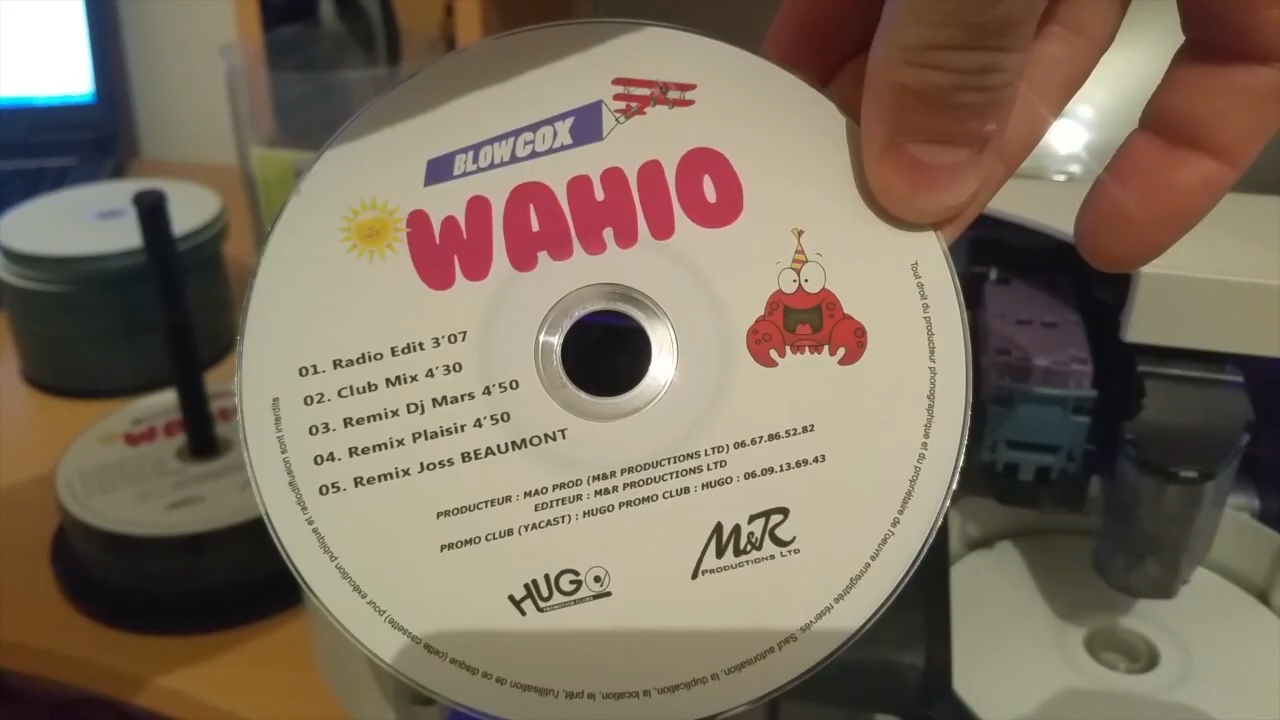 BLOWCOX
WAHIO
01. Radio Edit 3'07
02. Club Mix 4'30
03. Remix Dj Mars 4'50
04. Remix Plaisir 4'50
05. Remix Joss BEAUMONT
PRODUCTEUR : MAO PROD (M&R PRODUCTIONS LTD) 06.67.86.52.82
EDITEUR : M&R PRODUCTIONS LTD
PROMO CLUB (YACAST) : HUGO PROMO CLUB : HUGO : 06.09.13.69.43
HUGO
M&R
PRODUCTIONS LTD
Tout droit du producteur phonographique et du propriétaire de l'oeuvre enregistrée réservés. Sauf autorisation, la duplication, la location, le prêt, l'utilisation de ce disque (cette cassette) pour exécution publique et radiodifusion sont interdits
WAHIO